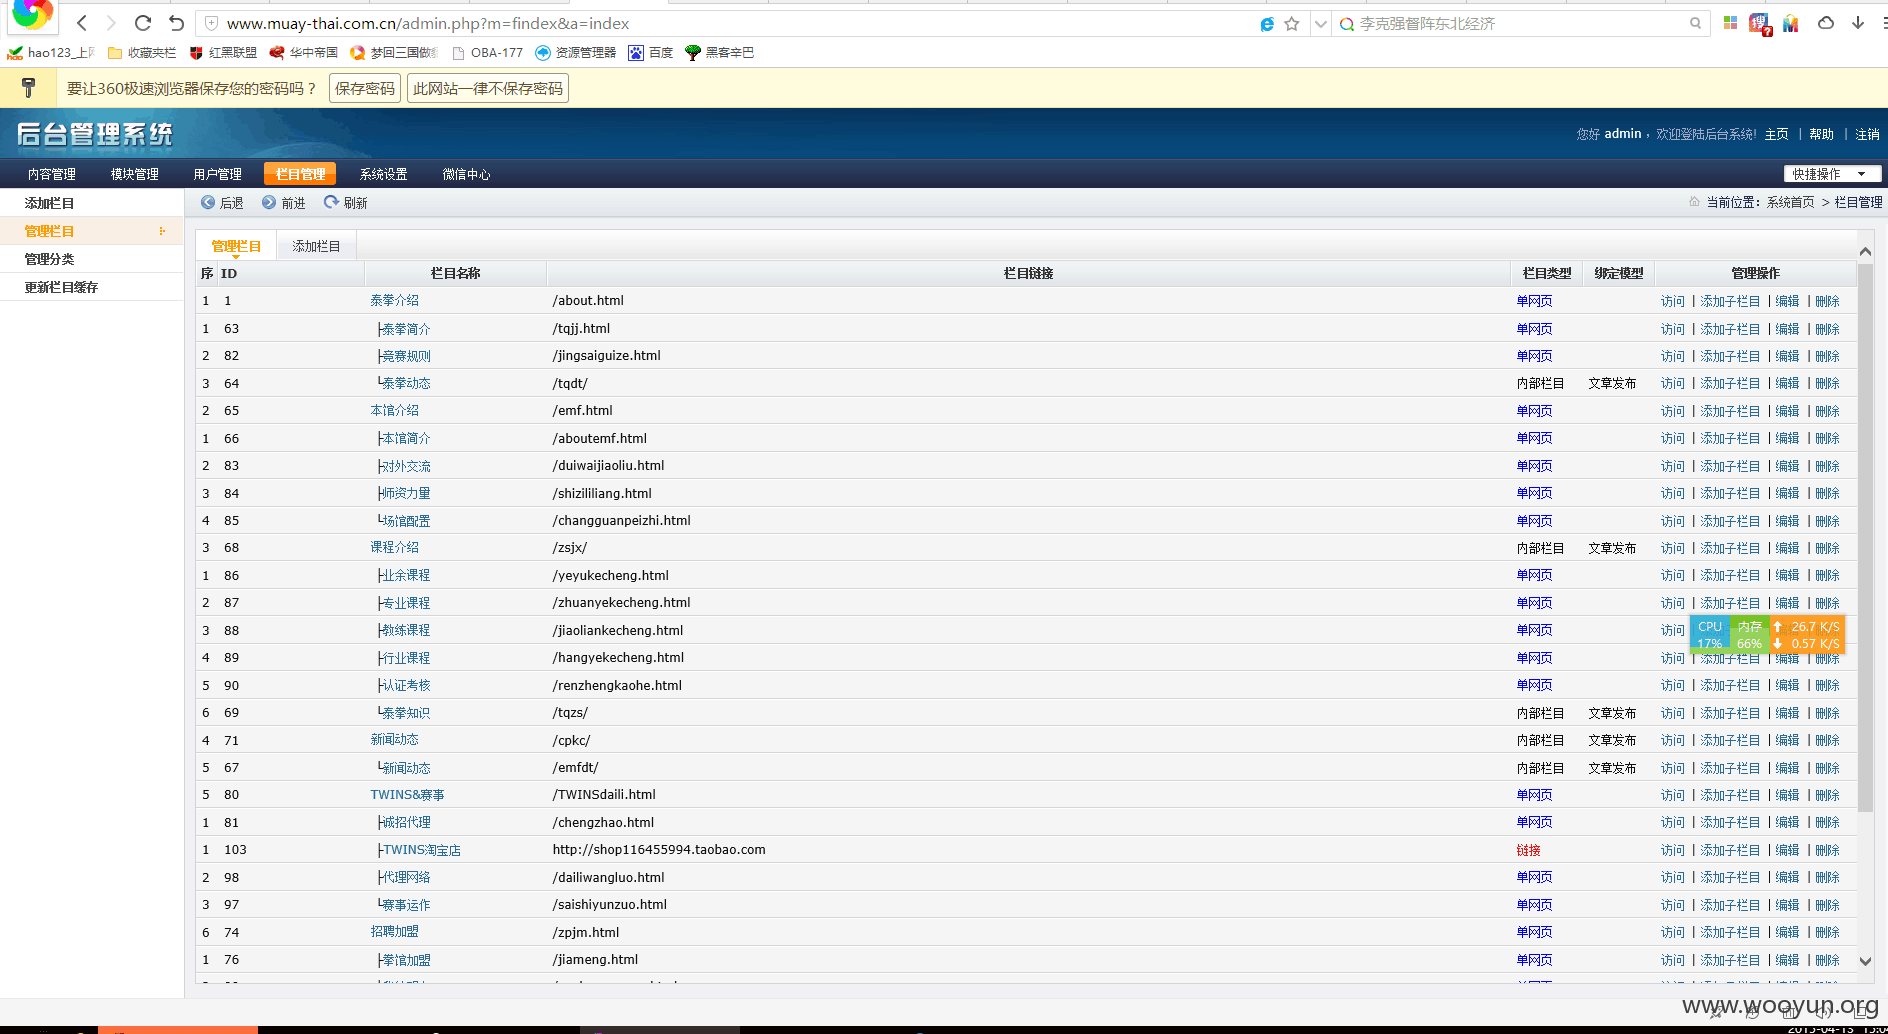 www.muay-thai.com.cn/admin.php?m=findex&a=index 李克强督阵东北经济
hao123_上网 收藏夹栏 红黑联盟 华中帝国 梦回三国做 OBA-177 资源管理器 百度 黑客辛巴
要让360极速浏览器保存您的密码吗？ 保存密码 此网站一律不保存密码
后台管理系统 您好 admin，欢迎登陆后台系统! 主页 | 帮助 | 注销
内容管理 模块管理 用户管理 栏目管理 系统设置 微信中心 快捷操作
添加栏目 后退 前进 刷新 当前位置：系统首页 > 栏目管理
管理栏目
管理分类
更新栏目缓存
管理栏目 添加栏目
序 ID 栏目名称 栏目链接 栏目类型 绑定模型 管理操作
1 1 泰拳介绍 /about.html 单网页 访问 | 添加子栏目 | 编辑 | 删除
1 63 ├泰拳简介 /tqjj.html 单网页 访问 | 添加子栏目 | 编辑 | 删除
2 82 ├竞赛规则 /jingsaiguize.html 单网页 访问 | 添加子栏目 | 编辑 | 删除
3 64 └泰拳动态 /tqdt/ 内部栏目 文章发布 访问 | 添加子栏目 | 编辑 | 删除
2 65 本馆介绍 /emf.html 单网页 访问 | 添加子栏目 | 编辑 | 删除
1 66 ├本馆简介 /aboutemf.html 单网页 访问 | 添加子栏目 | 编辑 | 删除
2 83 ├对外交流 /duiwaijiaoliu.html 单网页 访问 | 添加子栏目 | 编辑 | 删除
3 84 ├师资力量 /shizililiang.html 单网页 访问 | 添加子栏目 | 编辑 | 删除
4 85 └场馆配置 /changguanpeizhi.html 单网页 访问 | 添加子栏目 | 编辑 | 删除
3 68 课程介绍 /zsjx/ 内部栏目 文章发布 访问 | 添加子栏目 | 编辑 | 删除
1 86 ├业余课程 /yeyukecheng.html 单网页 访问 | 添加子栏目 | 编辑 | 删除
2 87 ├专业课程 /zhuanyekecheng.html 单网页 访问 | 添加子栏目 | 编辑 | 删除
3 88 ├教练课程 /jiaoliankecheng.html 单网页 访问
CPU 内存 26.7 K/S
17% 66% 0.57 K/S
4 89 ├行业课程 /hangyekecheng.html 单网页 访问 | 添加子栏目 | 编辑 | 删除
5 90 ├认证考核 /renzhengkaohe.html 单网页 访问 | 添加子栏目 | 编辑 | 删除
6 69 └泰拳知识 /tqzs/ 内部栏目 文章发布 访问 | 添加子栏目 | 编辑 | 删除
4 71 新闻动态 /cpkc/ 内部栏目 文章发布 访问 | 添加子栏目 | 编辑 | 删除
5 67 └新闻动态 /emfdt/ 内部栏目 文章发布 访问 | 添加子栏目 | 编辑 | 删除
5 80 TWINS&赛事 /TWINSdaili.html 单网页 访问 | 添加子栏目 | 编辑 | 删除
1 81 ├诚招代理 /chengzhao.html 单网页 访问 | 添加子栏目 | 编辑 | 删除
1 103 ├TWINS淘宝店 http://shop116455994.taobao.com 链接 访问 | 添加子栏目 | 编辑 | 删除
2 98 ├代理网络 /dailiwangluo.html 单网页 访问 | 添加子栏目 | 编辑 | 删除
3 97 └赛事运作 /saishiyunzuo.html 单网页 访问 | 添加子栏目 | 编辑 | 删除
6 74 招聘加盟 /zpjm.html 单网页 访问 | 添加子栏目 | 编辑 | 删除
1 76 ├拳馆加盟 /jiameng.html 单网页 访问 | 添加子栏目 | 编辑 | 删除
www.wooyun.org